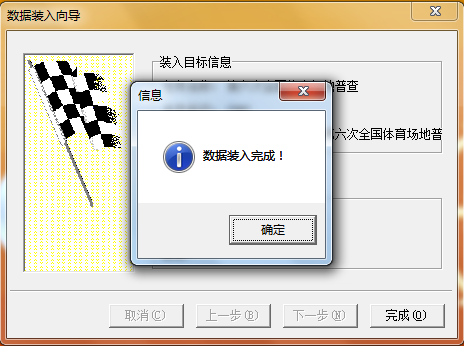 数据装入向导
装入目标信息
地普查
六次全国体育场地普
信息
数据装入完成！
确定
取消(C)
上一步(B)
下一步(N)
完成(O)